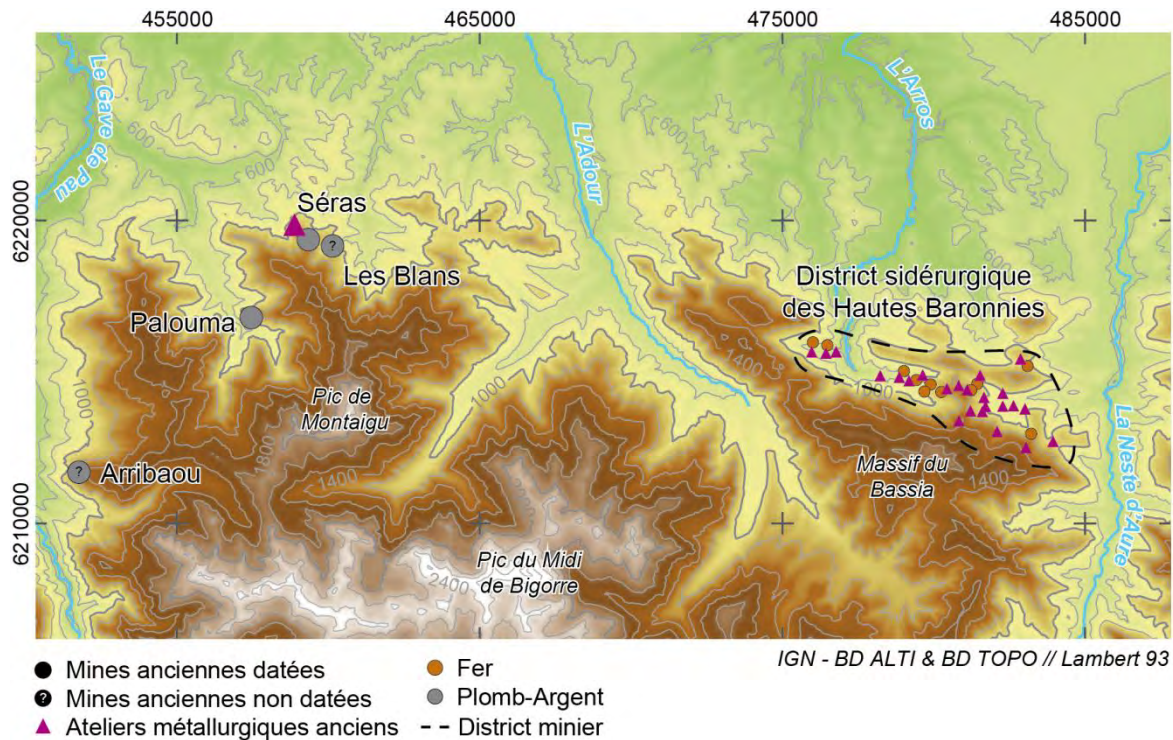 455000 465000 475000 485000
6220000
6210000
Le Gave de Pau
600
600
L'Adour
L'Arros
600
600
La Neste d'Aure
Séras
?
Les Blans
Palouma
District sidérurgique
des Hautes Baronnies
1400
1000
1000
1000
Pic de
Montaigu
1800
1400
?
Arribaou
Massif du
Bassia
1400
Pic du Midi
de Bigorre
2400
Mines anciennes datées
? Mines anciennes non datées
Ateliers métallurgiques anciens
Fer
Plomb-Argent
District minier
IGN - BD ALTI & BD TOPO // Lambert 93